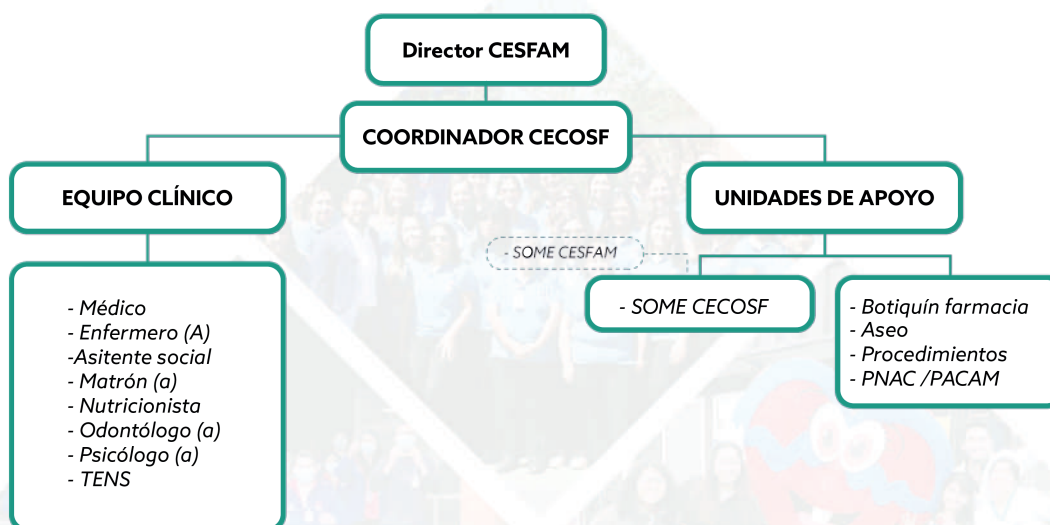 Director CESFAM
COORDINADOR CECOSF
EQUIPO CLÍNICO
UNIDADES DE APOYO
- Médico
- Enfermero (A)
-Asitente social
- Matrón (a)
- Nutricionista
- Odontólogo (a)
- Psicólogo (a)
- TENS
- SOME CESFAM
- SOME CECOSF
- Botiquín farmacia
- Aseo
- Procedimientos
- PNAC /PACAM